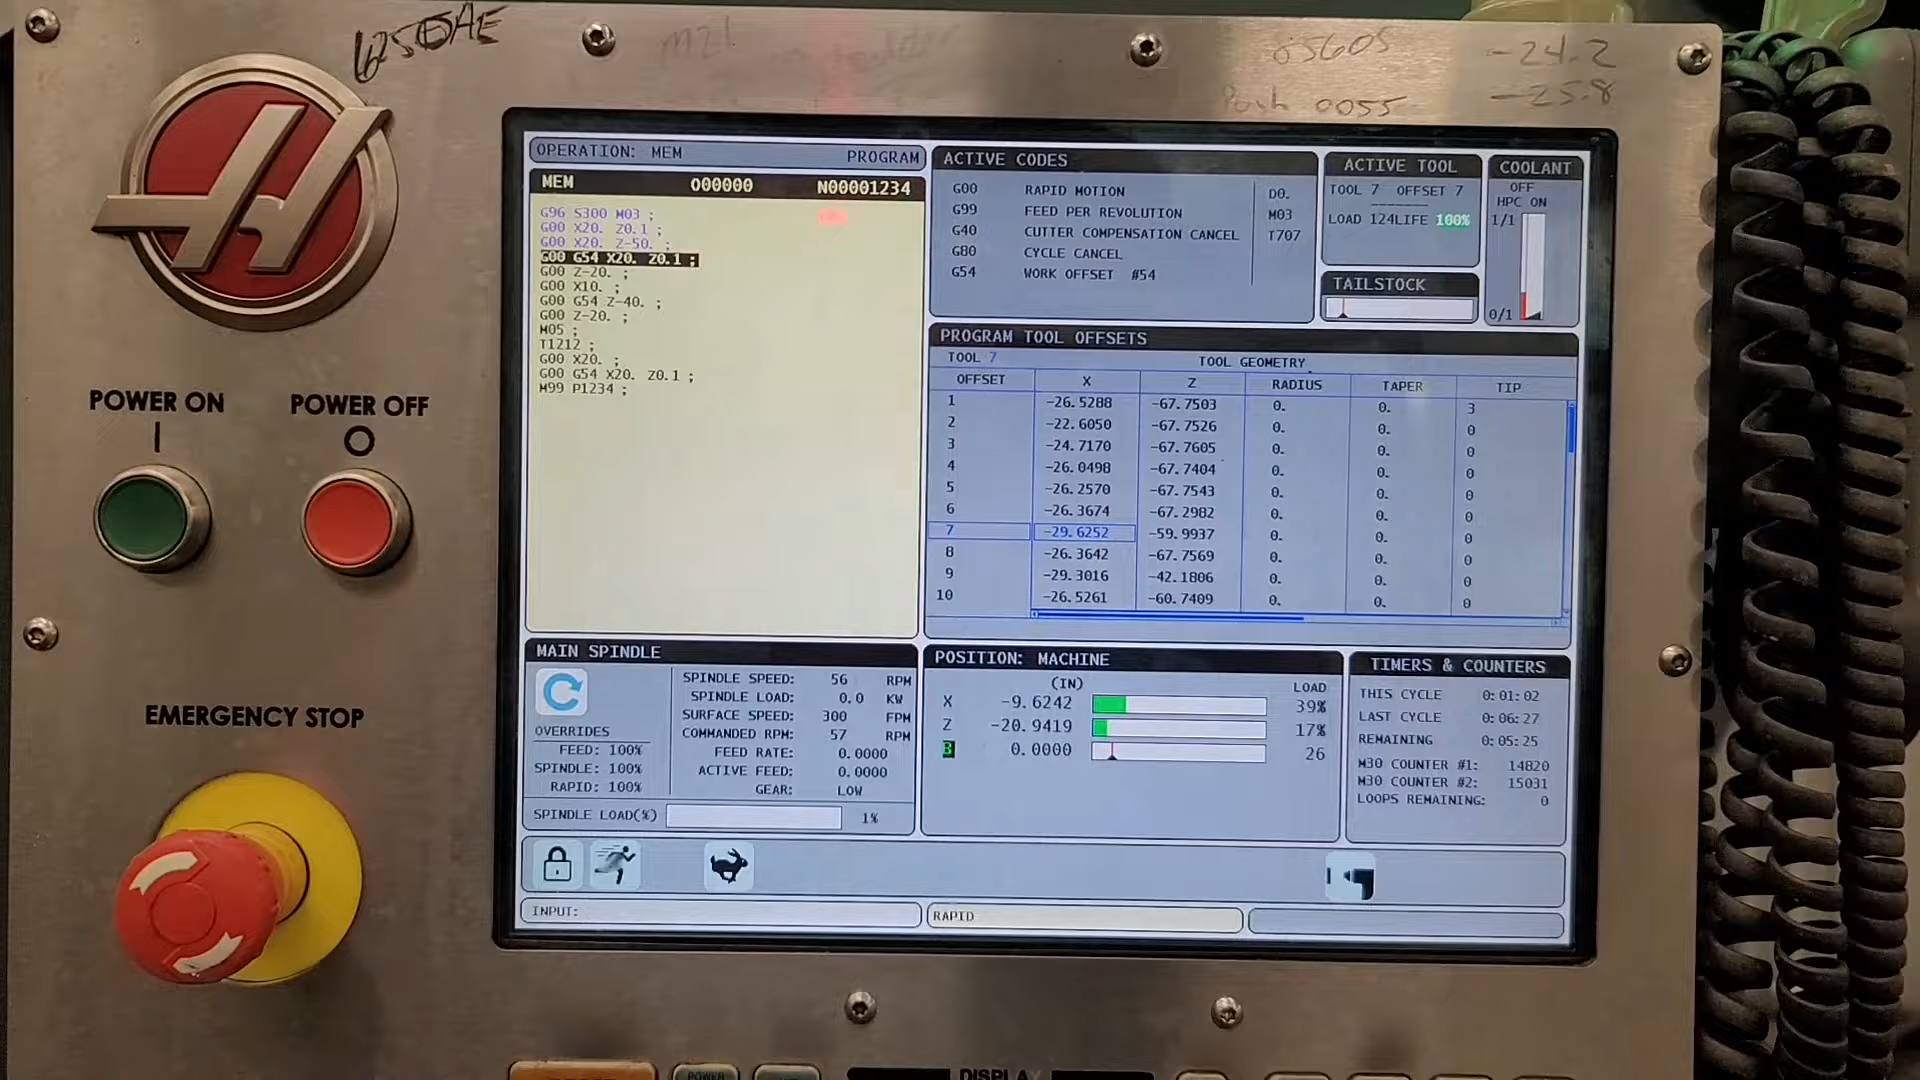 6250AE
M21
05605
-24.2
Push 0055
-25.8
OPERATION: MEM PROGRAM
MEM O00000 N00001234
G96 S300 M03 ;
G00 X20. Z0.1 ;
G00 X20. Z-50. ;
G00 G54 X20. Z0.1 ;
G00 Z-20. ;
G00 X10. ;
G00 G54 Z-40. ;
G00 Z-20. ;
M05 ;
T1212 ;
G00 X20. ;
G00 G54 X20. Z0.1 ;
M99 P1234 ;
ACTIVE CODES
G00 RAPID MOTION D0.
G99 FEED PER REVOLUTION M03
G40 CUTTER COMPENSATION CANCEL T707
G80 CYCLE CANCEL
G54 WORK OFFSET #54
ACTIVE TOOL
TOOL 7 OFFSET 7
LOAD 124LIFE 100%
TAILSTOCK
COOLANT
OFF
HPC ON
1/1
0/1
PROGRAM TOOL OFFSETS
TOOL 7 TOOL GEOMETRY
OFFSET X Z RADIUS TAPER TIP
1 -26.5288 -67.7503 0. 0. 3
2 -22.6050 -67.7526 0. 0. 0
3 -24.7170 -67.7605 0. 0. 0
4 -26.0498 -67.7404 0. 0. 0
5 -26.2570 -67.7543 0. 0. 0
6 -26.3674 -67.2982 0. 0. 0
7 -29.6252 -59.9937 0. 0. 0
8 -26.3642 -67.7569 0. 0. 0
9 -29.3016 -42.1806 0. 0. 0
10 -26.5261 -60.7409 0. 0. 0
POWER ON
I
POWER OFF
O
EMERGENCY STOP
MAIN SPINDLE
SPINDLE SPEED: 56 RPM
SPINDLE LOAD: 0.0 KW
SURFACE SPEED: 300 FPM
COMMANDED RPM: 57 RPM
FEED RATE: 0.0000
ACTIVE FEED: 0.0000
GEAR: LOW
OVERRIDES
FEED: 100%
SPINDLE: 100%
RAPID: 100%
SPINDLE LOAD(%) 1%
POSITION: MACHINE
(IN) LOAD
X -9.6242 39%
Z -20.9419 17%
B 0.0000 26
TIMERS & COUNTERS
THIS CYCLE 0:01:02
LAST CYCLE 0:06:27
REMAINING 0:05:25
M30 COUNTER #1: 14820
M30 COUNTER #2: 15031
LOOPS REMAINING: 0
INPUT:
RAPID
POWER
DISPLAY